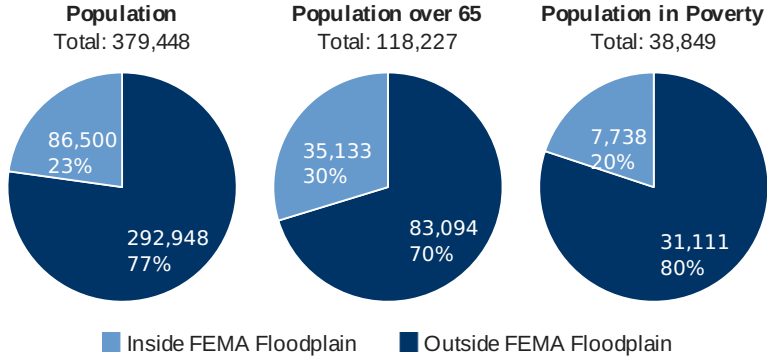 Population
Total: 379,448
86,500
23%
292,948
77%
Population over 65
Total: 118,227
35,133
30%
83,094
70%
Population in Poverty
Total: 38,849
7,738
20%
31,111
80%
Inside FEMA Floodplain
Outside FEMA Floodplain